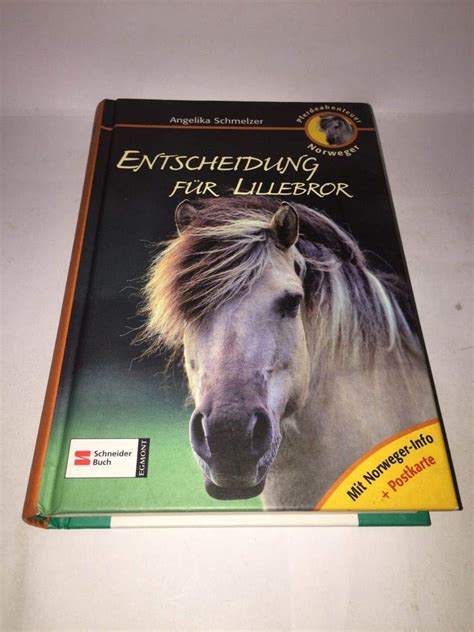 Angelika Schmelzer
Pferdeabenteuer
Norweger
ENTSCHEIDUNG
FÜR LILLEBROR
Schneider
Buch
EGMONT
Mit Norweger-Info
+ Postkarte